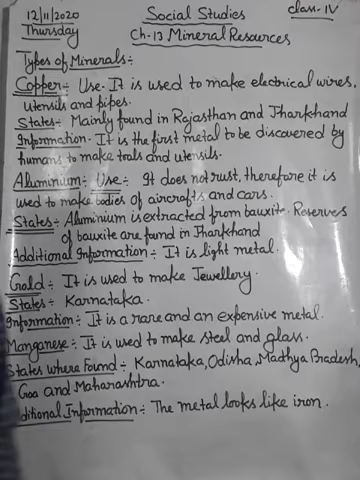 12/11/2020 Social Studies Class-IV
Thursday Ch-13 Mineral Resources
Types of Minerals:-
Copper:- Use. It is used to make electrical wires,
utensils and pipes.
States:- Mainly found in Rajasthan and Jharkhand
Information. It is the first metal to be discovered by
humans to make tools and utensils.
Aluminium:- Use:- It does not rust, therefore it is
used to make bodies of aircrafts and cars.
States:- Aluminium is extracted from bauxite. Reserves
of bauxite are found in Jharkhand
Additional Information:- It is light metal.
Gold:- It is used to make Jewellery.
States:- Karnataka.
Information:- It is a rare and an expensive metal.
Manganese:- It is used to make steel and glass.
States where Found:- Karnataka, Odisha, Madhya Pradesh,
Goa and Maharashtra.
ditional Information:- The metal looks like iron.